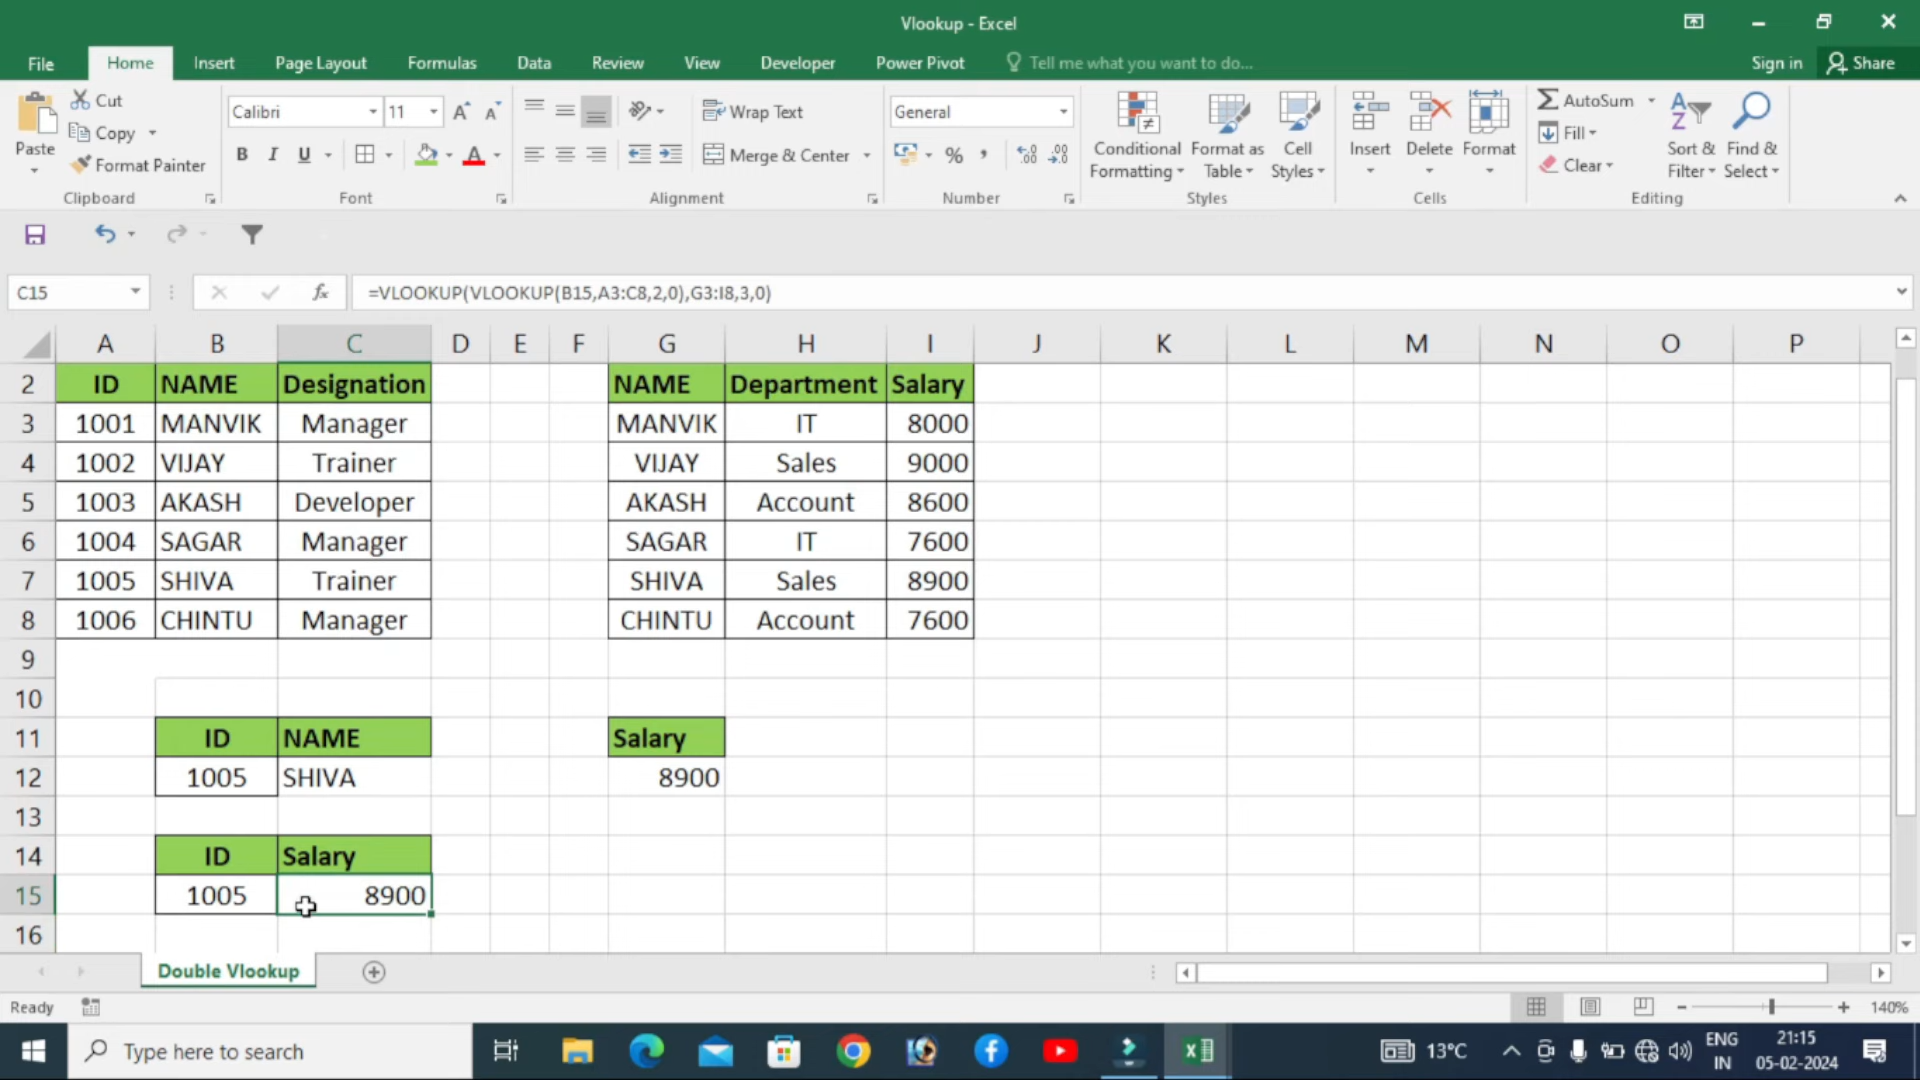 Vlookup - Excel
File Home Insert Page Layout Formulas Data Review View Developer Power Pivot Tell me what you want to do... Sign in Share
Paste Cut Copy Format Painter Clipboard
Calibri 11 B I U Font
Wrap Text Merge & Center Alignment
General % Number
Conditional Formatting Format as Table Cell Styles Styles
Insert Delete Format Cells
AutoSum Fill Clear Sort & Filter Find & Select Editing
C15 fx =VLOOKUP(VLOOKUP(B15,A3:C8,2,0),G3:I8,3,0)
A B C D E F G H I J K L M N O P
2 ID NAME Designation NAME Department Salary
3 1001 MANVIK Manager MANVIK IT 8000
4 1002 VIJAY Trainer VIJAY Sales 9000
5 1003 AKASH Developer AKASH Account 8600
6 1004 SAGAR Manager SAGAR IT 7600
7 1005 SHIVA Trainer SHIVA Sales 8900
8 1006 CHINTU Manager CHINTU Account 7600
9
10
11 ID NAME Salary
12 1005 SHIVA 8900
13
14 ID Salary
15 1005 8900
16
Double Vlookup
Ready 140%
Type here to search 13°C ENG 21:15
IN 05-02-2024